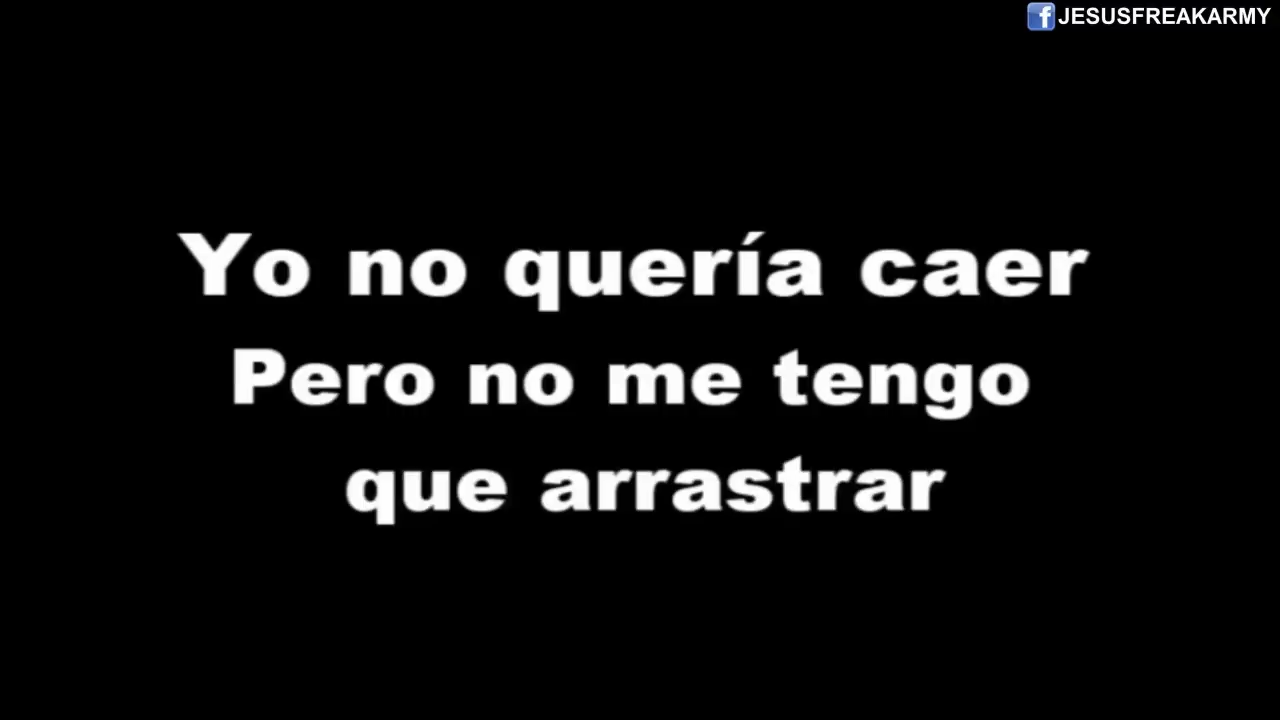 JESUSFREAKARMY
Yo no quería caer
Pero no me tengo
que arrastrar